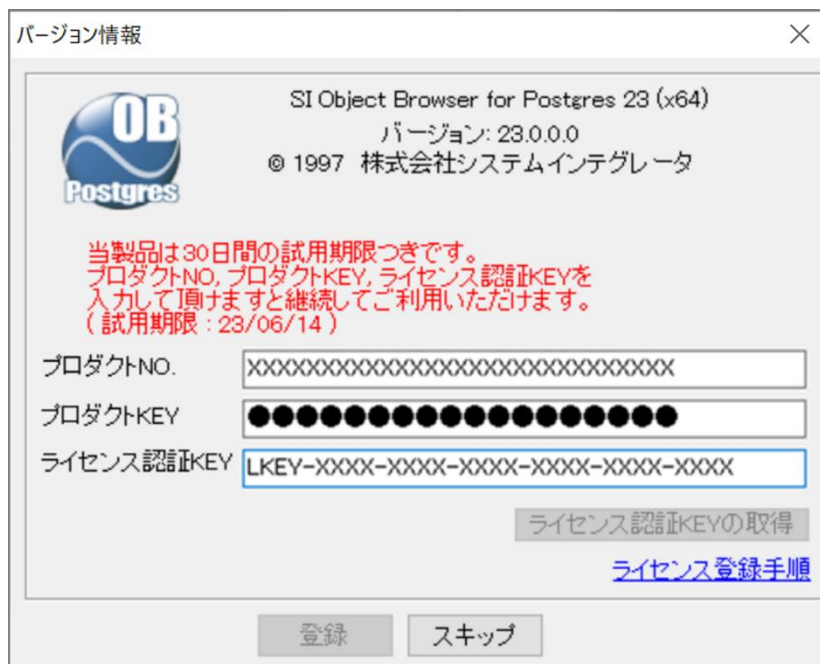 バージョン情報
OB
Postgres
SI Object Browser for Postgres 23 (x64)
バージョン: 23.0.0.0
© 1997 株式会社システムインテグレータ
当製品は30日間の試用期限つきです。
プロダクトNO, プロダクトKEY, ライセンス認証KEYを
入力して頂けますと継続してご利用いただけます。
( 試用期限 : 23/06/14 )
プロダクトNO. XXXXXXXXXXXXXXXXXXXXXXXXXXXXXXXX
プロダクトKEY ●●●●●●●●●●●●●●●●●●
ライセンス認証KEY LKEY-XXXX-XXXX-XXXX-XXXX-XXXX-XXXX
ライセンス認証KEYの取得
ライセンス登録手順
登録 スキップ